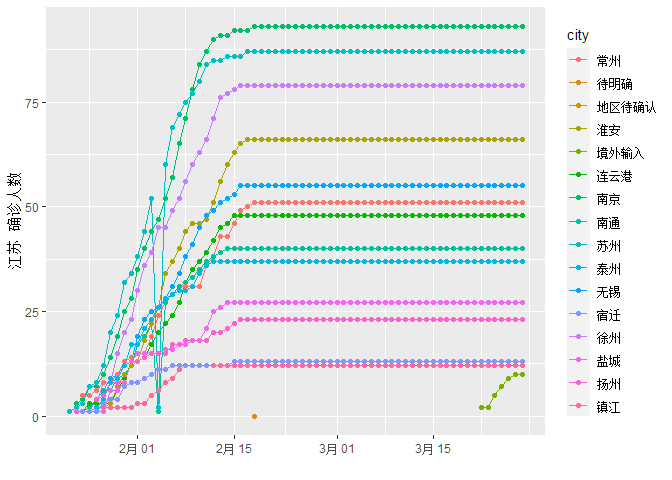 江苏 确诊人数
75
50
25
0
2月 01
2月 15
3月 01
3月 15
city
常州
待明确
地区待确认
淮安
境外输入
连云港
南京
南通
苏州
泰州
无锡
宿迁
徐州
盐城
扬州
镇江